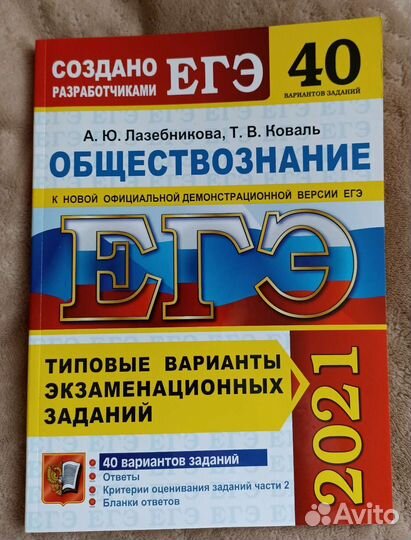 СОЗДАНО
РАЗРАБОТЧИКАМИ
ЕГЭ
40
ВАРИАНТОВ ЗАДАНИЙ
А. Ю. Лазебникова, Т. В. Коваль
ОБЩЕСТВОЗНАНИЕ
К НОВОЙ ОФИЦИАЛЬНОЙ ДЕМОНСТРАЦИОННОЙ ВЕРСИИ ЕГЭ
ЕГЭ
ТИПОВЫЕ ВАРИАНТЫ
ЭКЗАМЕНАЦИОННЫХ
ЗАДАНИЙ
2021
40 вариантов заданий
Ответы
Критерии оценивания заданий части 2
Бланки ответов
Avito